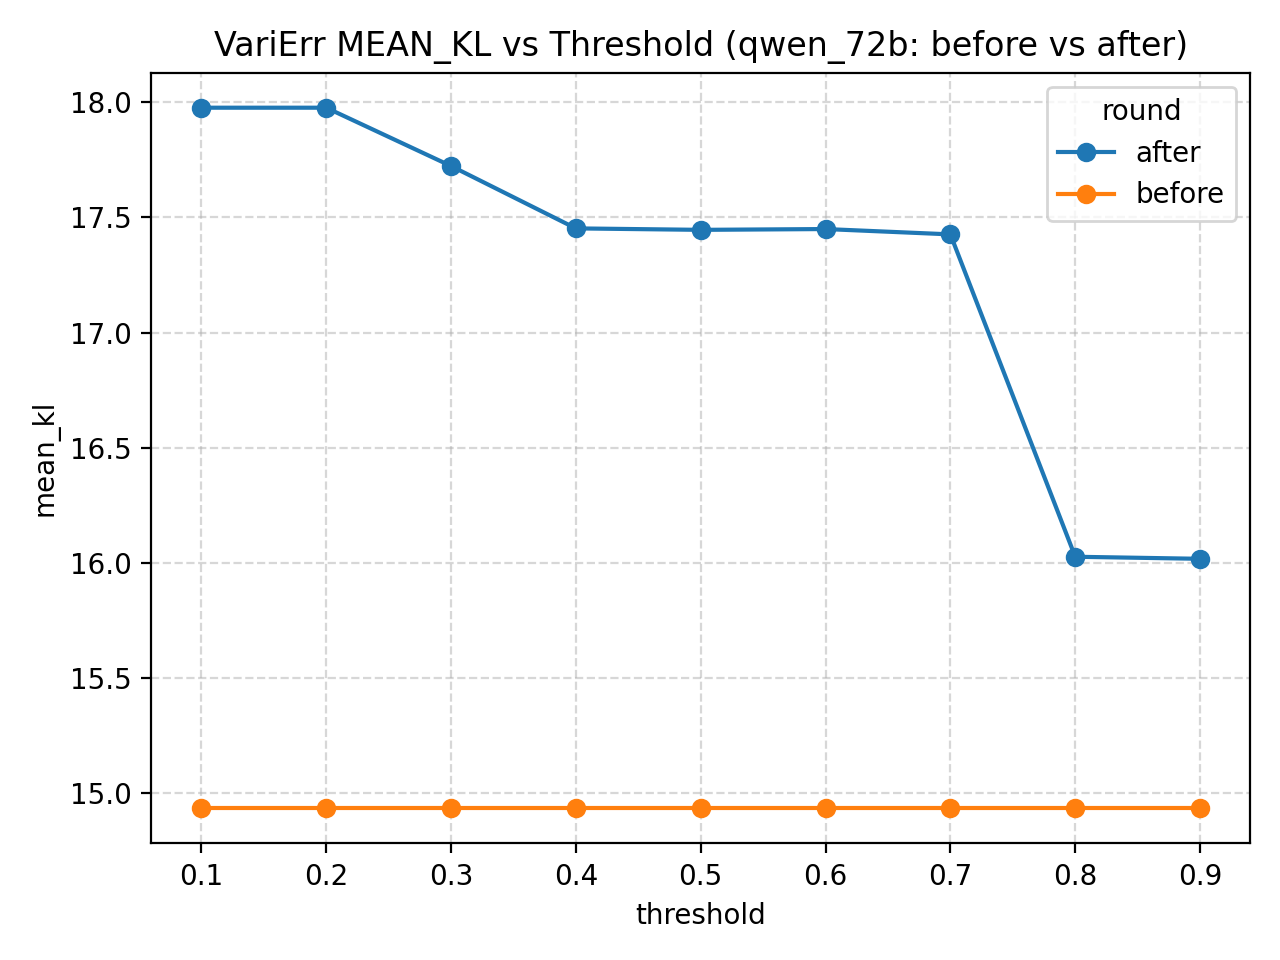 VariErr MEAN_KL vs Threshold (qwen_72b: before vs after)
round
after
before
mean_kl
18.0
17.5
17.0
16.5
16.0
15.5
15.0
0.1 0.2 0.3 0.4 0.5 0.6 0.7 0.8 0.9
threshold